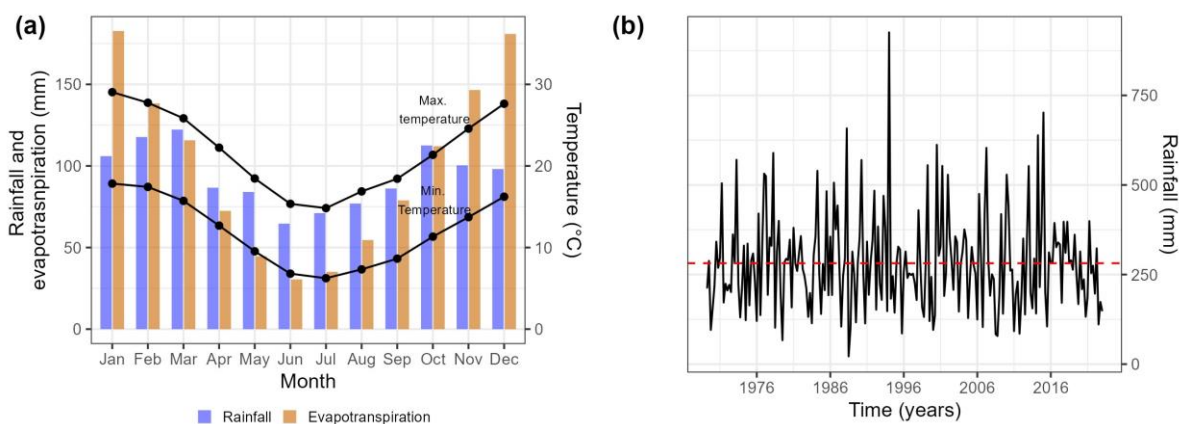 (a)
Rainfall and
evapotrasnpiration (mm)
150
100
50
0
Max.
temperature
Min.
Temperature
30
20
10
0
Temperature (°C)
Jan Feb Mar Apr May Jun Jul Aug Sep Oct Nov Dec
Month
Rainfall Evapotranspiration
(b)
750
500
250
0
Rainfall (mm)
1976 1986 1996 2006 2016
Time (years)